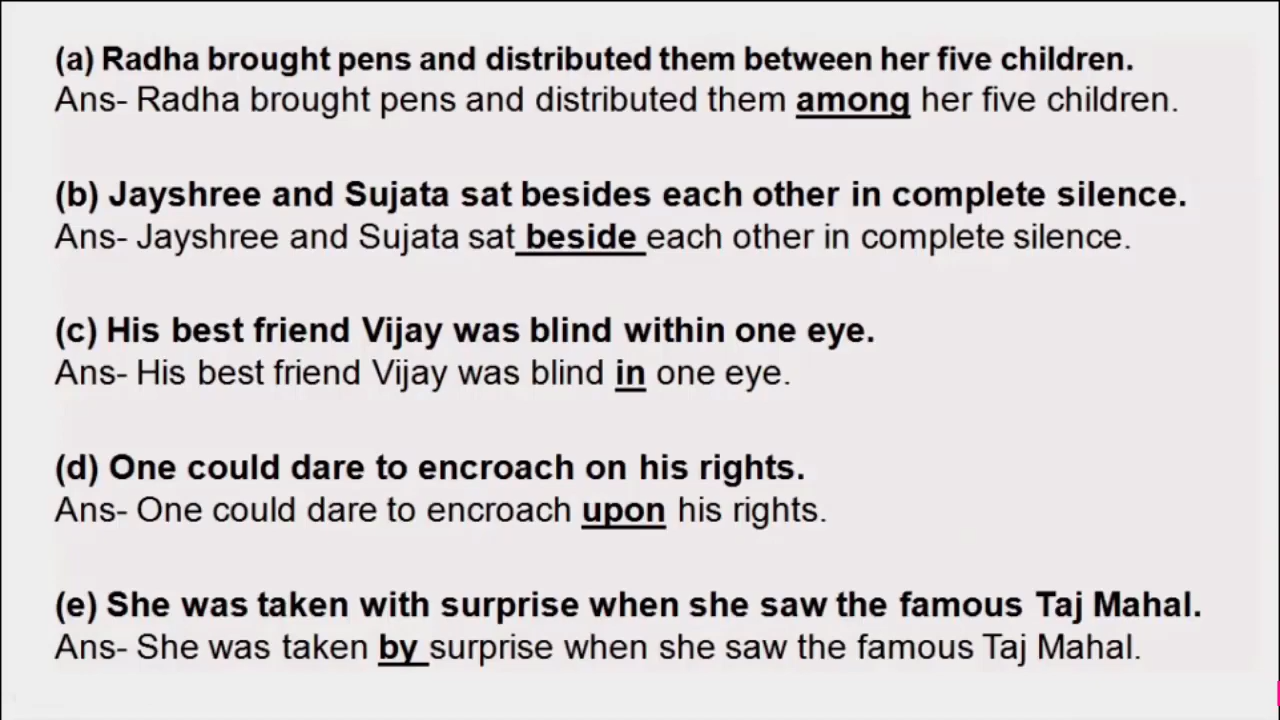 (a) Radha brought pens and distributed them between her five children.
Ans- Radha brought pens and distributed them among her five children.
(b) Jayshree and Sujata sat besides each other in complete silence.
Ans- Jayshree and Sujata sat beside each other in complete silence.
(c) His best friend Vijay was blind within one eye.
Ans- His best friend Vijay was blind in one eye.
(d) One could dare to encroach on his rights.
Ans- One could dare to encroach upon his rights.
(e) She was taken with surprise when she saw the famous Taj Mahal.
Ans- She was taken by surprise when she saw the famous Taj Mahal.